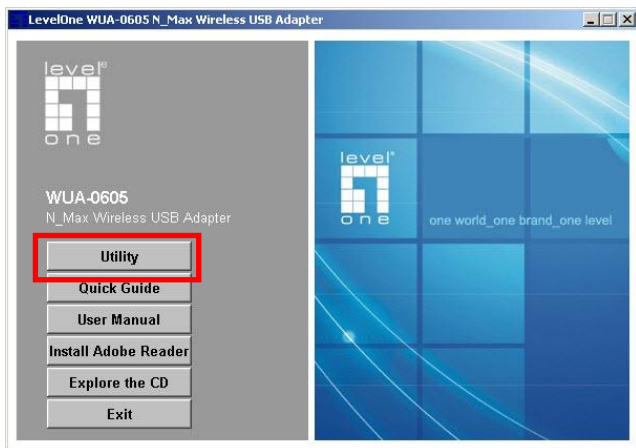 LevelOne WUA-0605 N_Max Wireless USB Adapter
level®
one
WUA-0605
N_Max Wireless USB Adapter
Utility
Quick Guide
User Manual
Install Adobe Reader
Explore the CD
Exit
level®
one
one world_one brand_one level